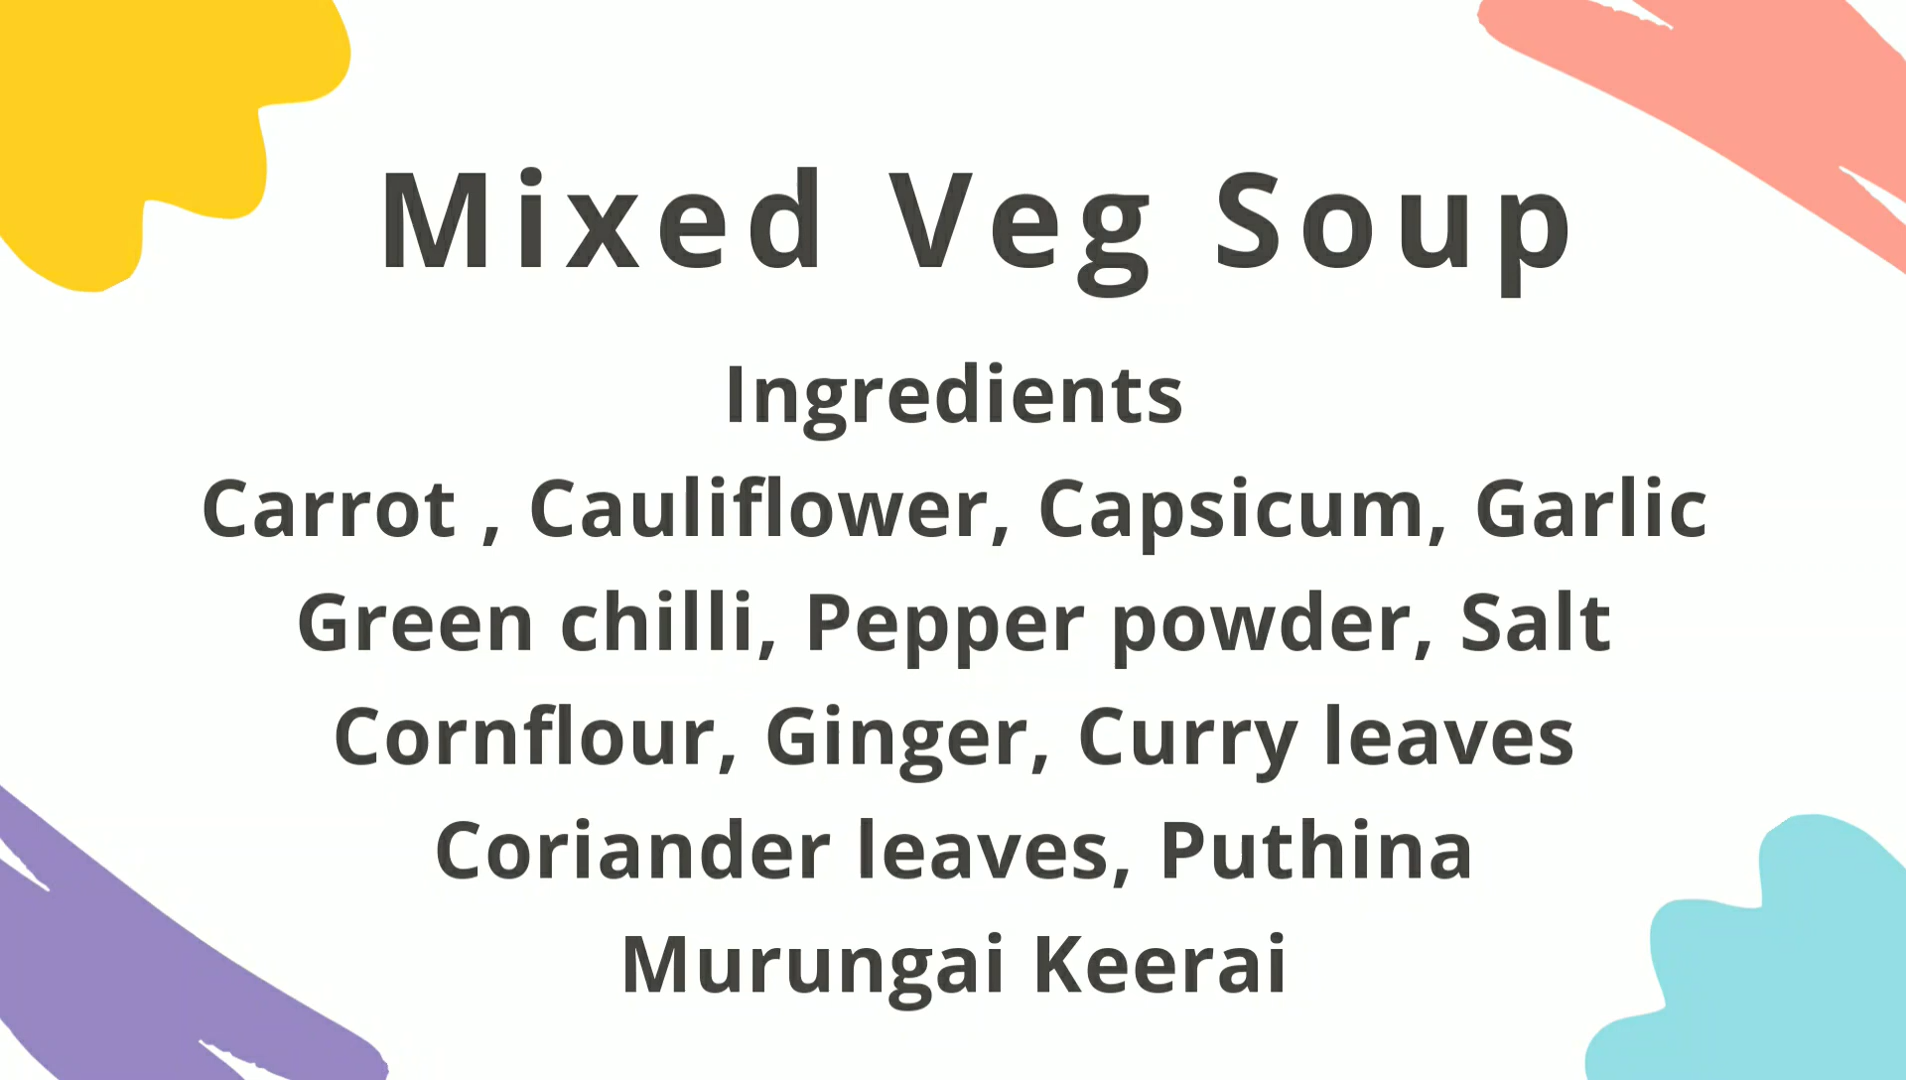 Mixed Veg Soup
Ingredients
Carrot , Cauliflower, Capsicum, Garlic
Green chilli, Pepper powder, Salt
Cornflour, Ginger, Curry leaves
Coriander leaves, Puthina
Murungai Keerai